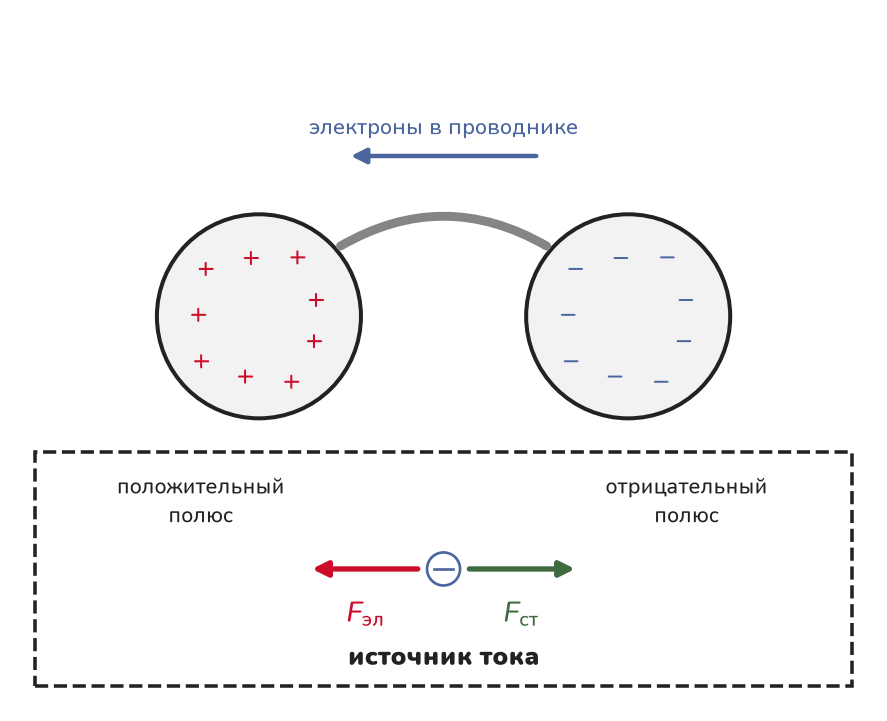 электроны в проводнике
+ + + + + + + + +
− − − − − − − − −
положительный
полюс
отрицательный
полюс
−
Fэл
Fст
источник тока